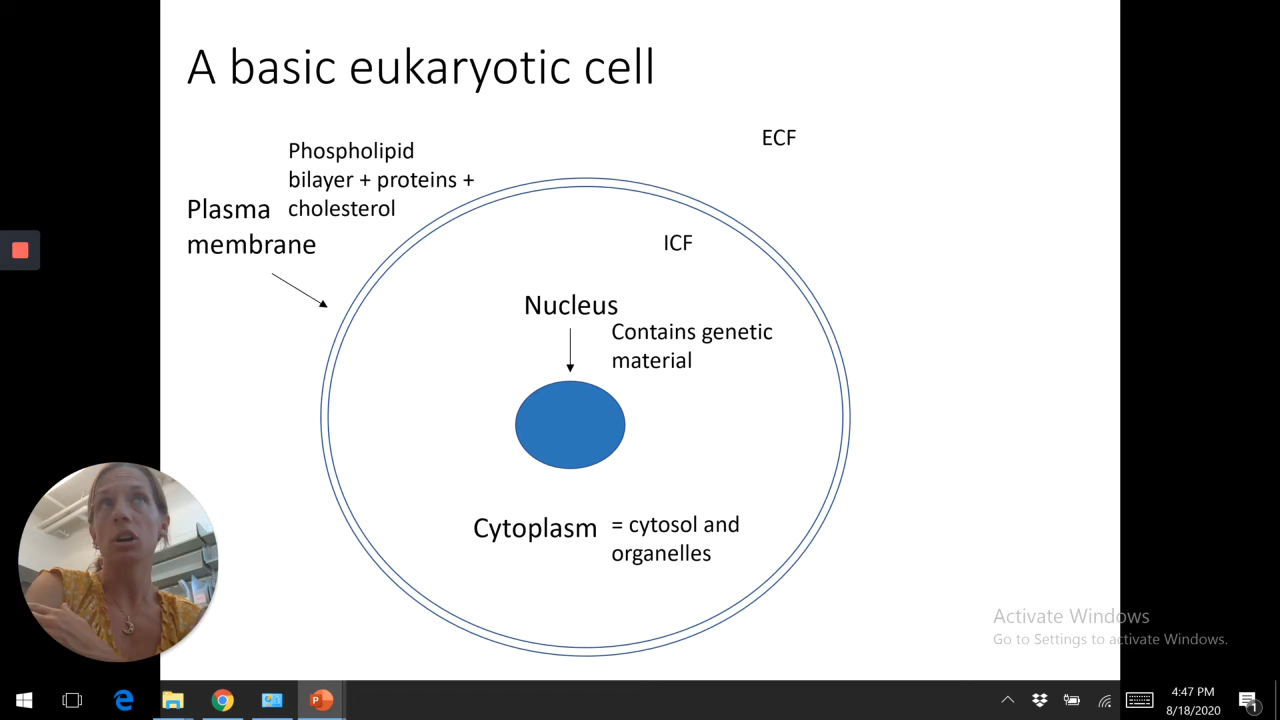 A basic eukaryotic cell
ECF
Phospholipid
bilayer + proteins +
cholesterol
Plasma
membrane
ICF
Nucleus
Contains genetic
material
Cytoplasm
= cytosol and
organelles
Activate Windows
Go to Settings to activate Windows.
4:47 PM
8/18/2020
1